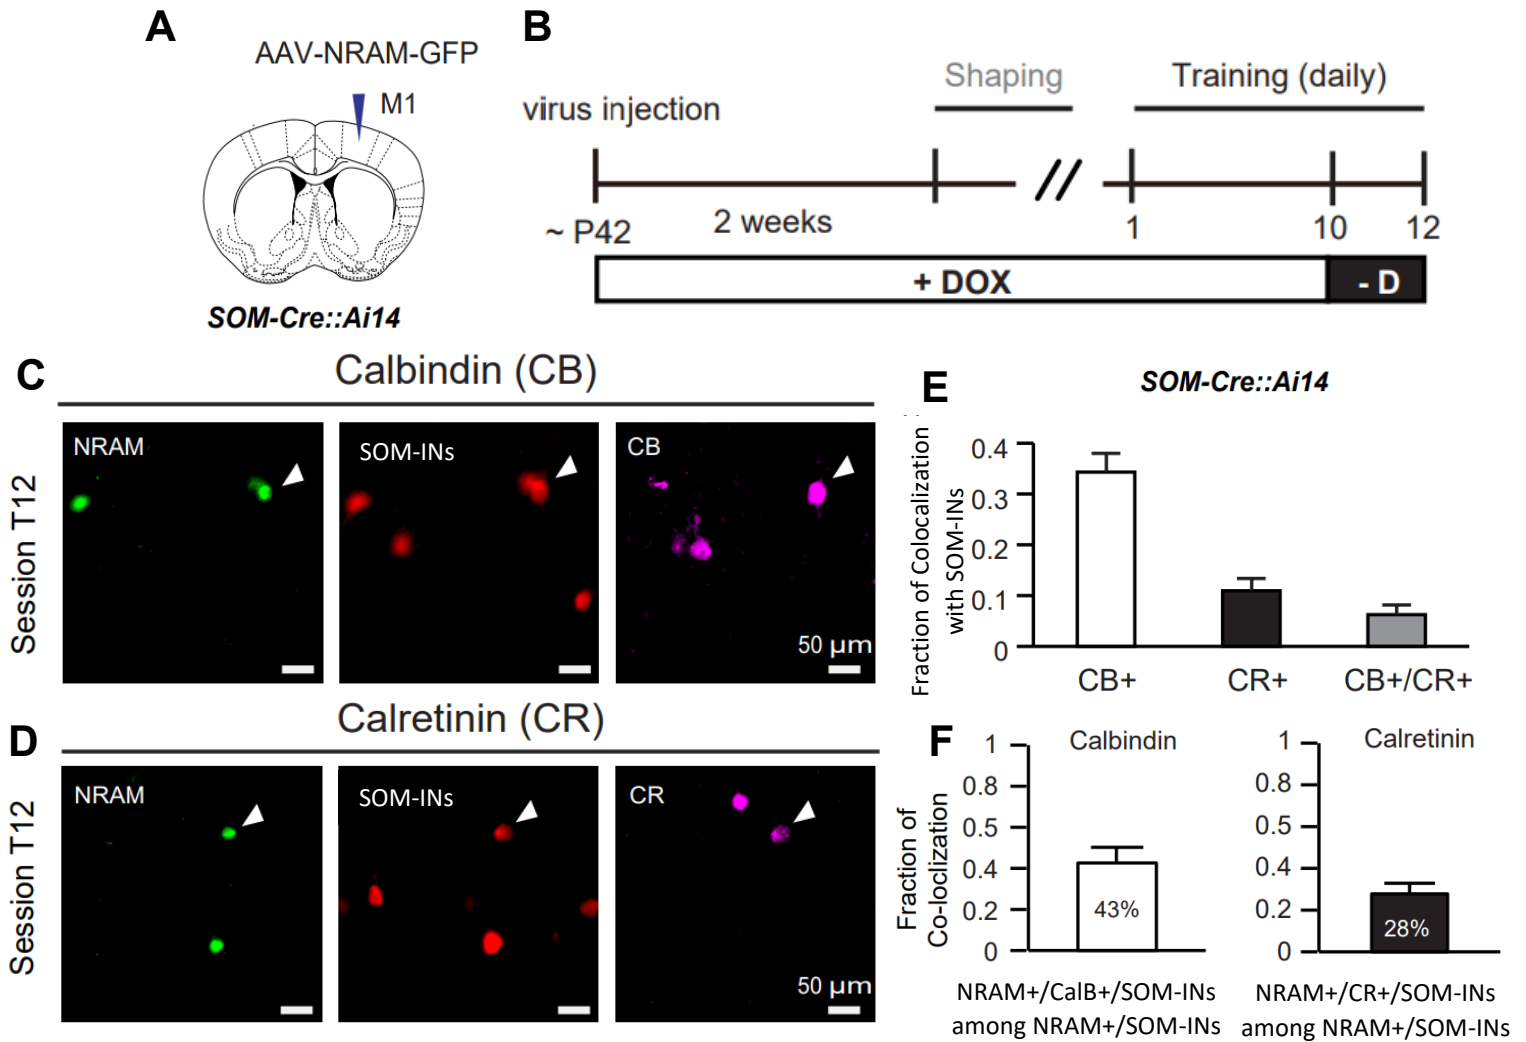 A
AAV-NRAM-GFP
M1
SOM-Cre::Ai14
B
Shaping
Training (daily)
virus injection
~ P42
2 weeks
1
10
12
+ DOX
- D
C
Calbindin (CB)
Session T12
NRAM
SOM-INs
CB
50 µm
D
Calretinin (CR)
Session T12
NRAM
SOM-INs
CR
50 µm
E
SOM-Cre::Ai14
Fraction of Colocalization
with SOM-INs
0.4
0.3
0.2
0.1
0
CB+
CR+
CB+/CR+
F
Fraction of
Co-loclization
Calbindin
1
0.8
0.5
0.4
0.2
0
43%
NRAM+/CalB+/SOM-INs
among NRAM+/SOM-INs
Calretinin
1
0.8
0.5
0.4
0.2
0
28%
NRAM+/CR+/SOM-INs
among NRAM+/SOM-INs